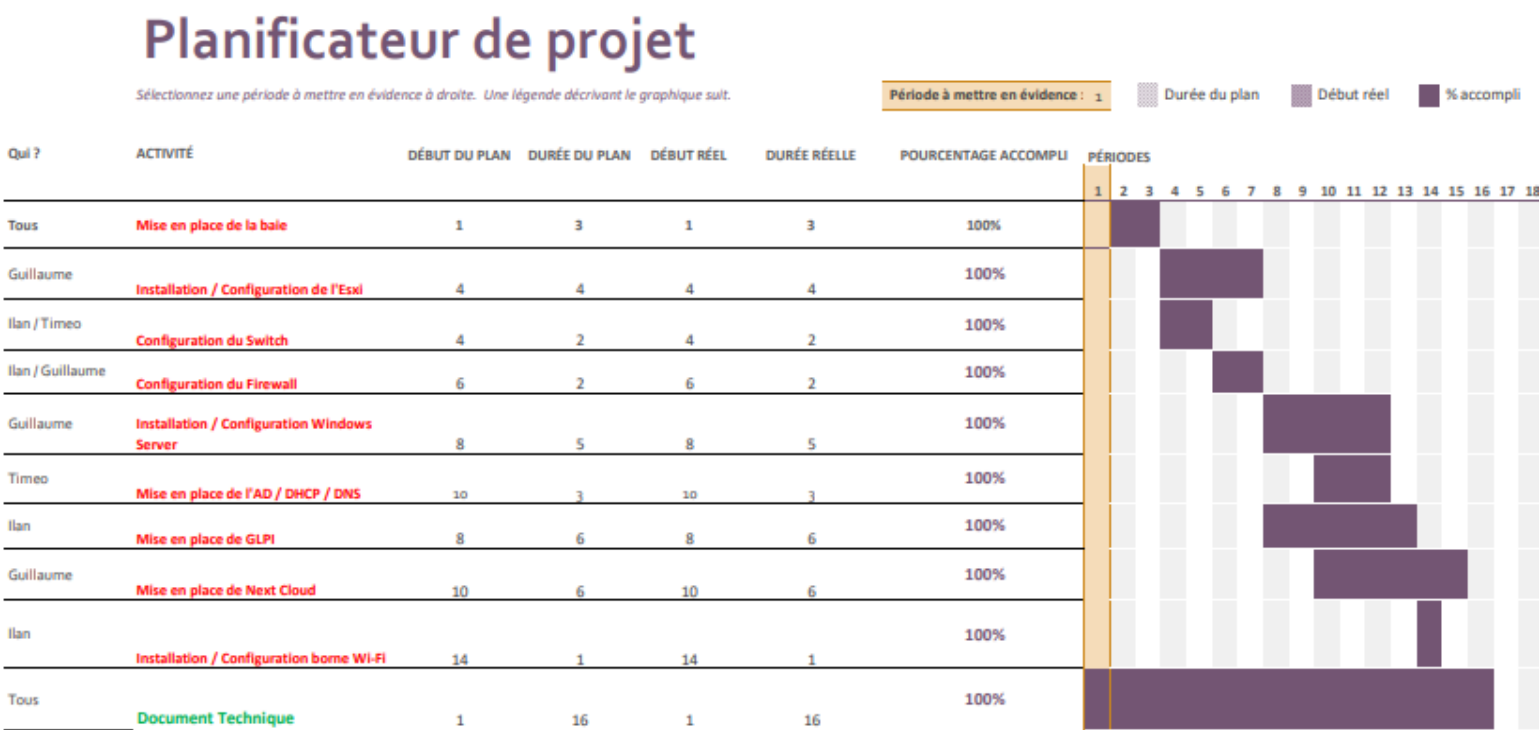 Planificateur de projet
Sélectionnez une période à mettre en évidence à droite. Une légende décrivant le graphique suit.
Période à mettre en évidence : 1
Durée du plan
Début réel
% accompli
Qui ? ACTIVITÉ DÉBUT DU PLAN DURÉE DU PLAN DÉBUT RÉEL DURÉE RÉELLE POURCENTAGE ACCOMPLI PÉRIODES
1 2 3 4 5 6 7 8 9 10 11 12 13 14 15 16 17 18
Tous Mise en place de la baie 1 3 1 3 100%
Guillaume Installation / Configuration de l'Esxi 4 4 4 4 100%
Ilan / Timeo Configuration du Switch 4 2 4 2 100%
Ilan / Guillaume Configuration du Firewall 6 2 6 2 100%
Guillaume Installation / Configuration Windows
Server 8 5 8 5 100%
Timeo Mise en place de l'AD / DHCP / DNS 10 3 10 3 100%
Ilan Mise en place de GLPI 8 6 8 6 100%
Guillaume Mise en place de Next Cloud 10 6 10 6 100%
Ilan Installation / Configuration borne Wi-Fi 14 1 14 1 100%
Tous Document Technique 1 16 1 16 100%